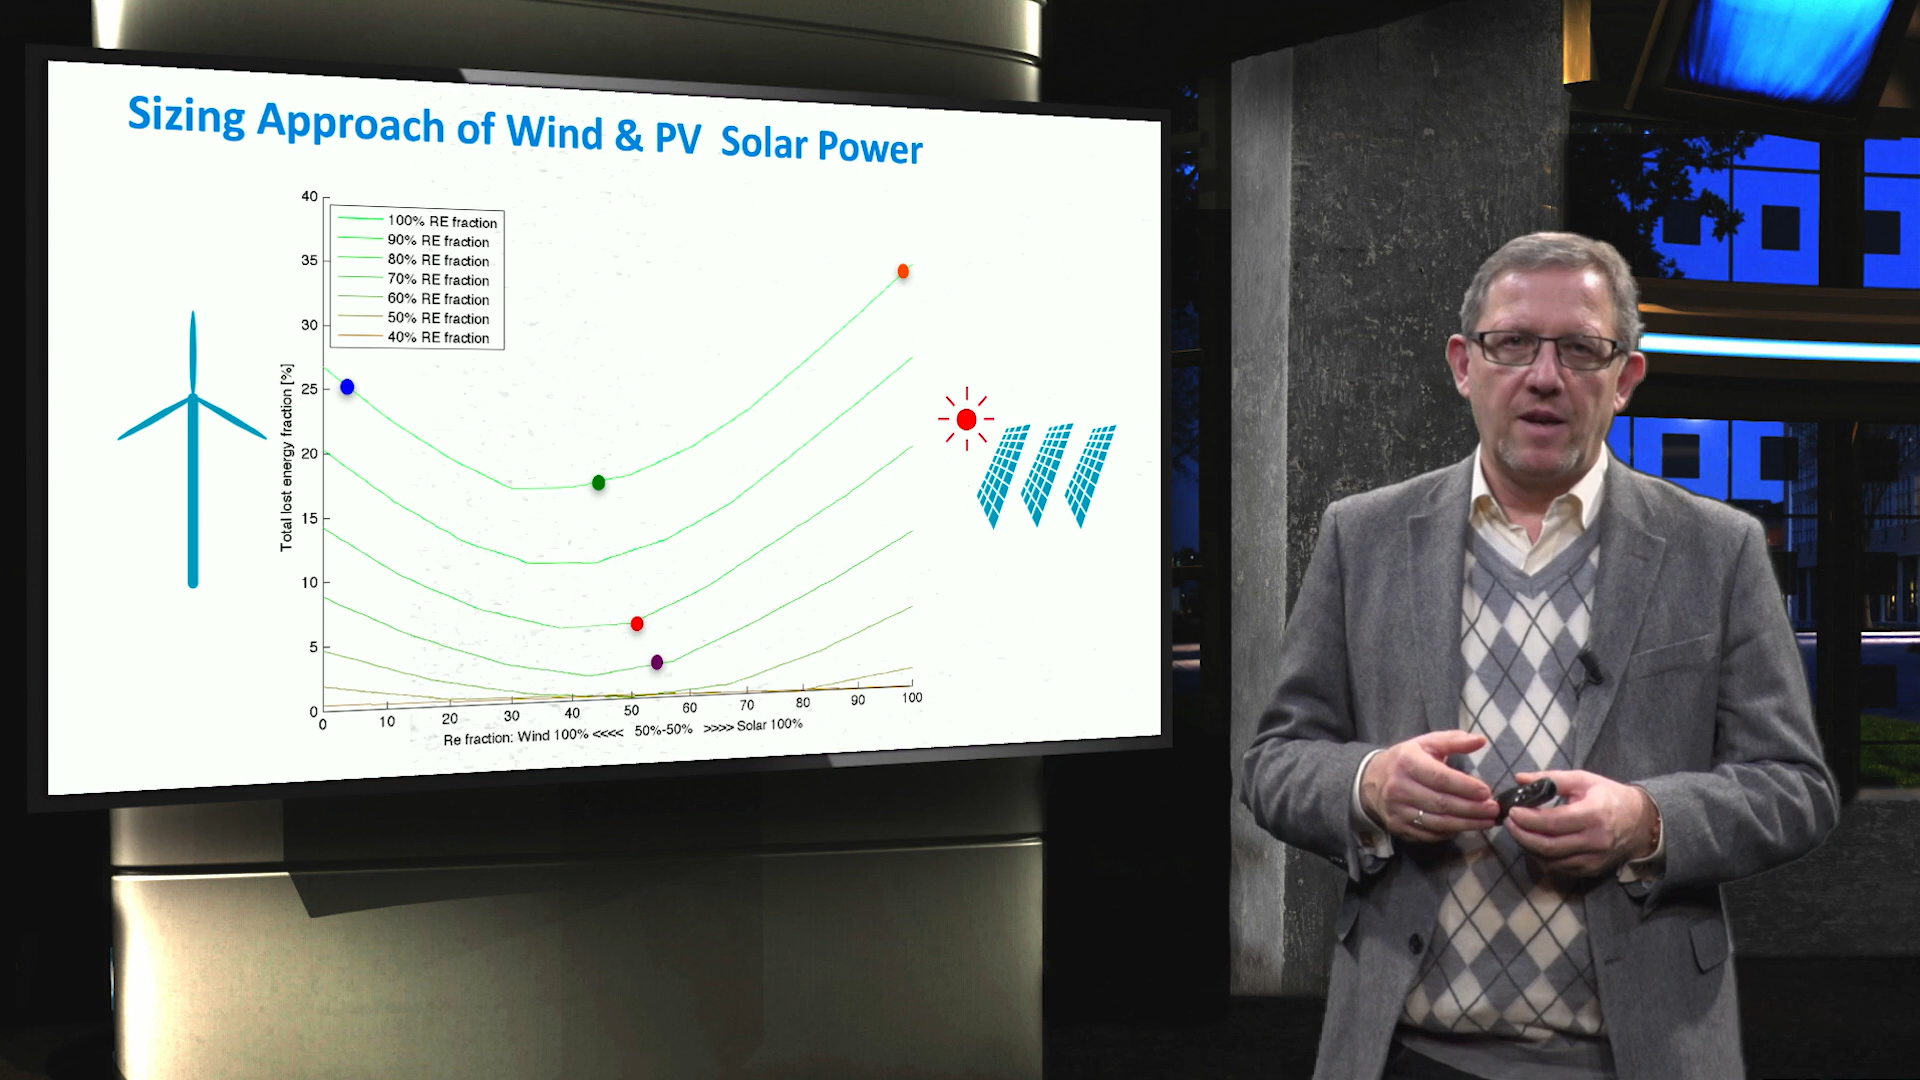 Sizing Approach of Wind & PV Solar Power
40
35
30
25
20
15
10
5
0
Total lost energy fraction [%]
100% RE fraction
90% RE fraction
80% RE fraction
70% RE fraction
60% RE fraction
50% RE fraction
40% RE fraction
0 10 20 30 40 50 60 70 80 90 100
Re fraction: Wind 100% <<<< 50%-50% >>>> Solar 100%